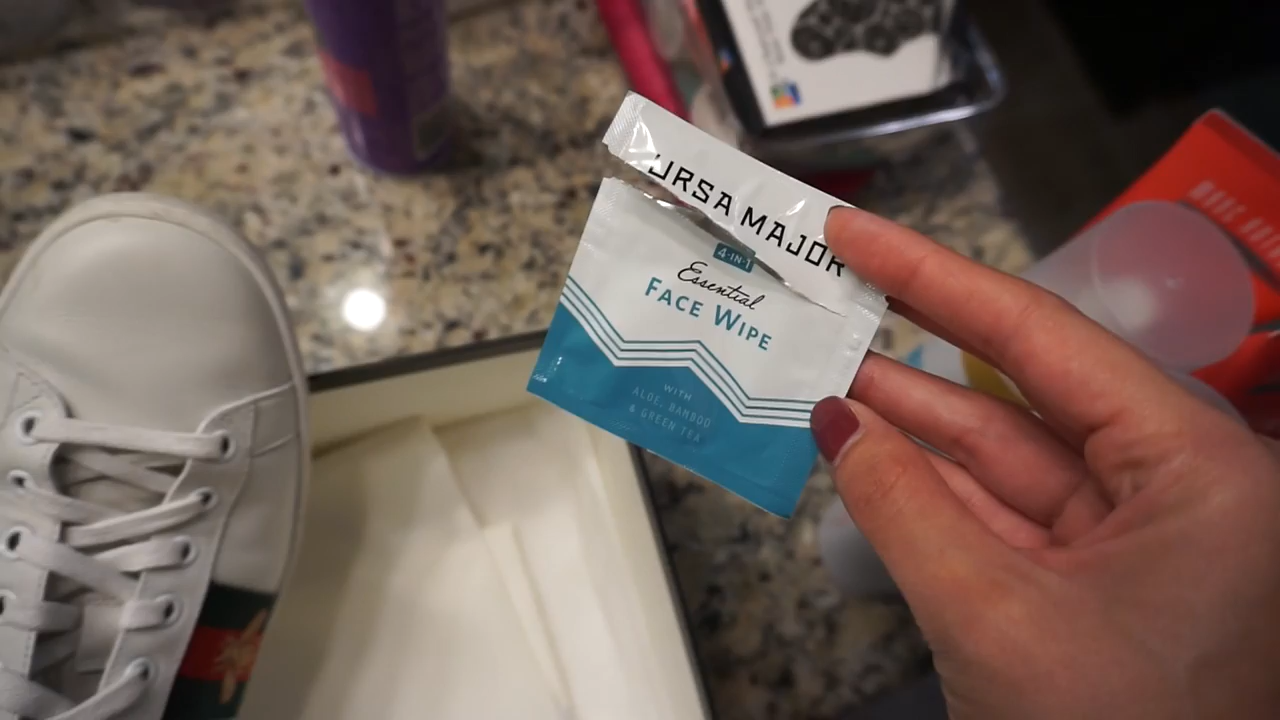 URSA MAJOR
4-IN-1
Essential
FACE WIPE
WITH
ALOE, BAMBOO
& GREEN TEA